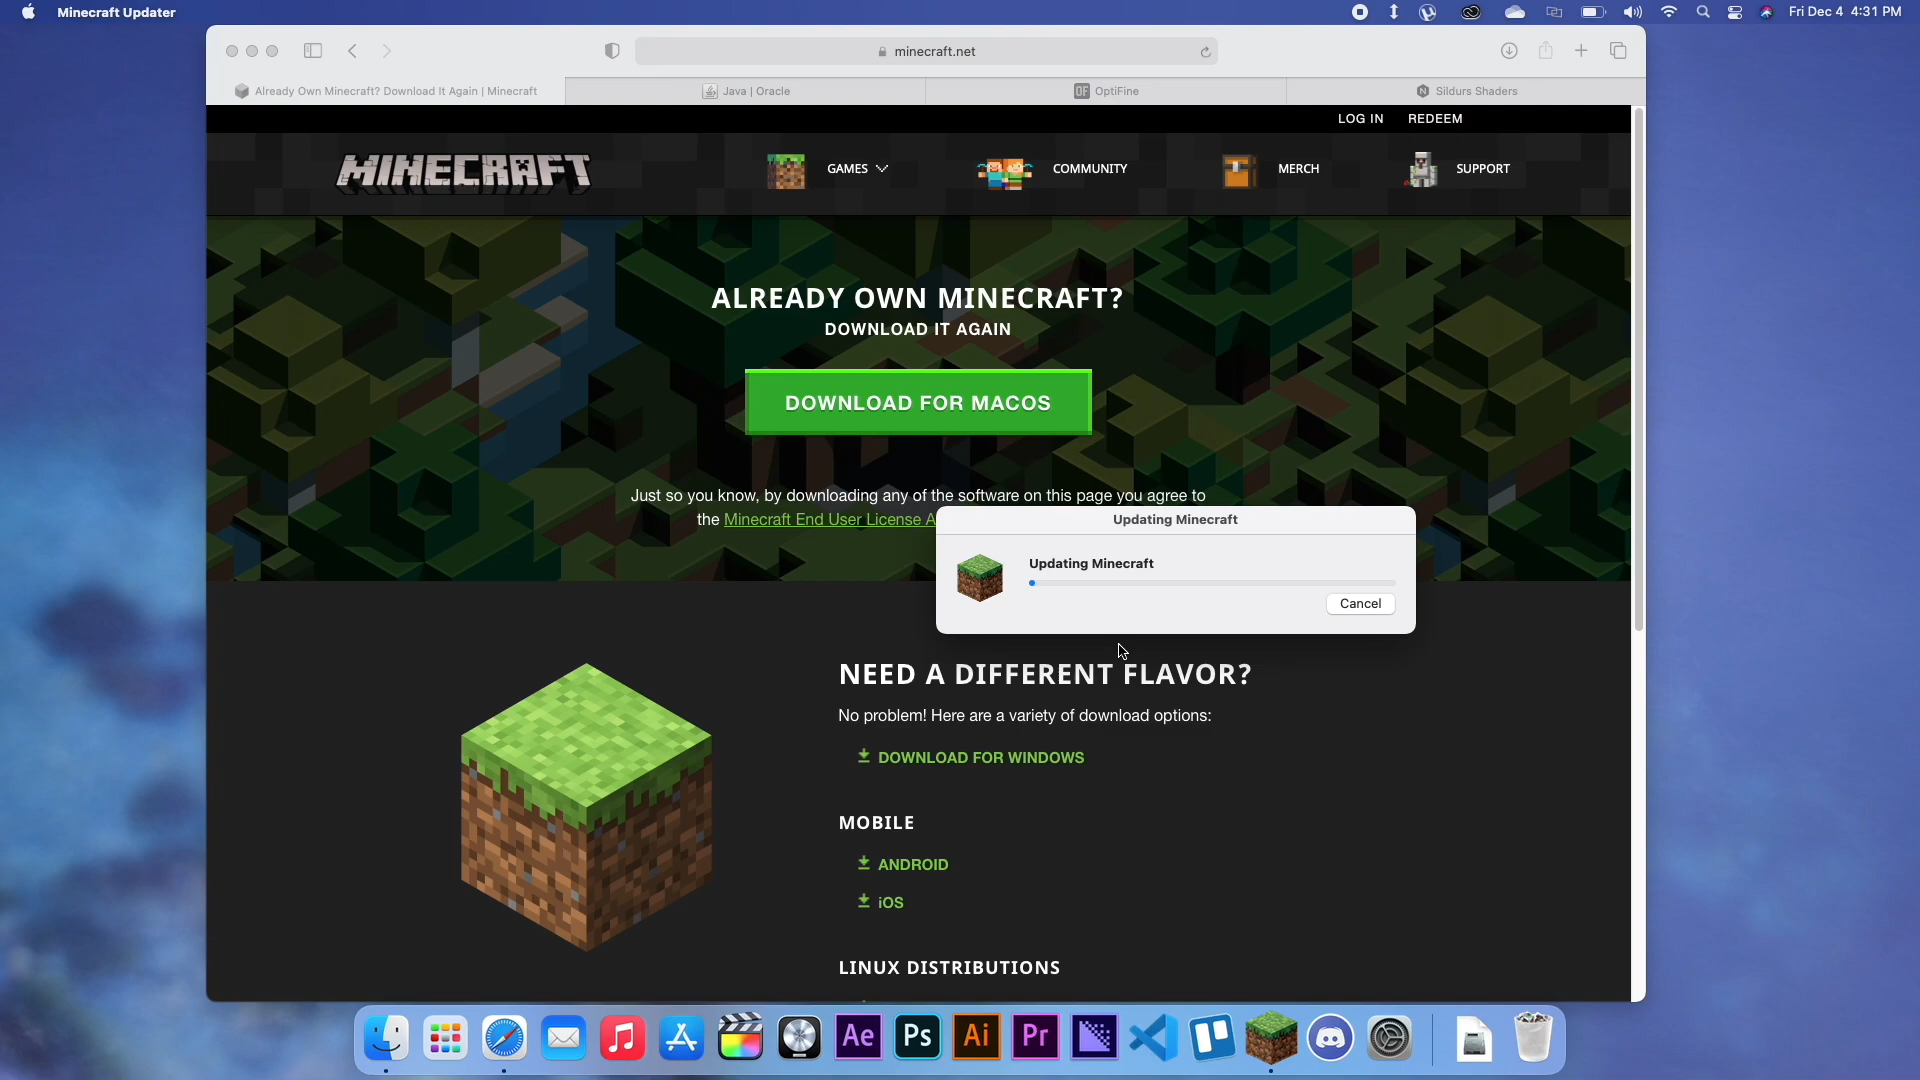 Minecraft Updater
Fri Dec 4 4:31 PM
minecraft.net
Already Own Minecraft? Download It Again | Minecraft
Java | Oracle
OF OptiFine
Sildurs Shaders
LOG IN REDEEM
MINECRAFT
GAMES
COMMUNITY
MERCH
SUPPORT
ALREADY OWN MINECRAFT?
DOWNLOAD IT AGAIN
DOWNLOAD FOR MACOS
Just so you know, by downloading any of the software on this page you agree to
the Minecraft End User License A
Updating Minecraft
Updating Minecraft
Cancel
NEED A DIFFERENT FLAVOR?
No problem! Here are a variety of download options:
DOWNLOAD FOR WINDOWS
MOBILE
ANDROID
iOS
LINUX DISTRIBUTIONS
Ae Ps Ai Pr